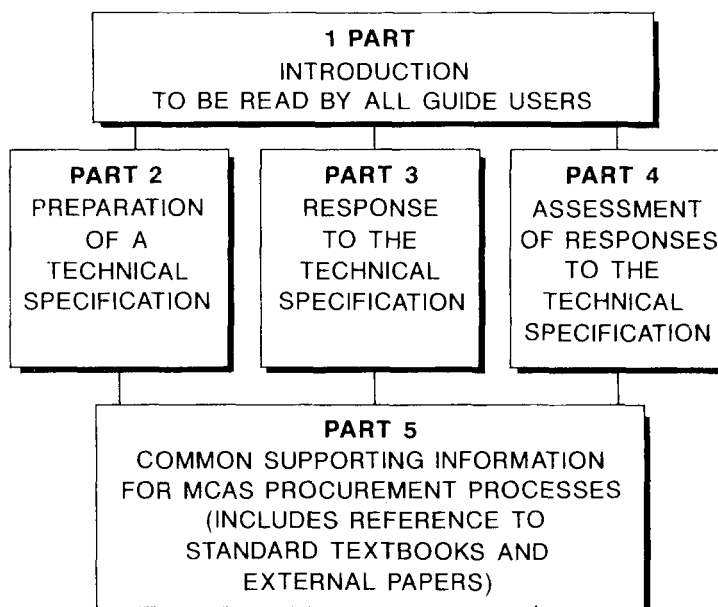 1 PART
INTRODUCTION
TO BE READ BY ALL GUIDE USERS
PART 2
PREPARATION
OF A
TECHNICAL
SPECIFICATION
PART 3
RESPONSE
TO THE
TECHNICAL
SPECIFICATION
PART 4
ASSESSMENT
OF RESPONSES
TO THE
TECHNICAL
SPECIFICATION
PART 5
COMMON SUPPORTING INFORMATION
FOR MCAS PROCUREMENT PROCESSES
(INCLUDES REFERENCE TO
STANDARD TEXTBOOKS AND
EXTERNAL PAPERS)